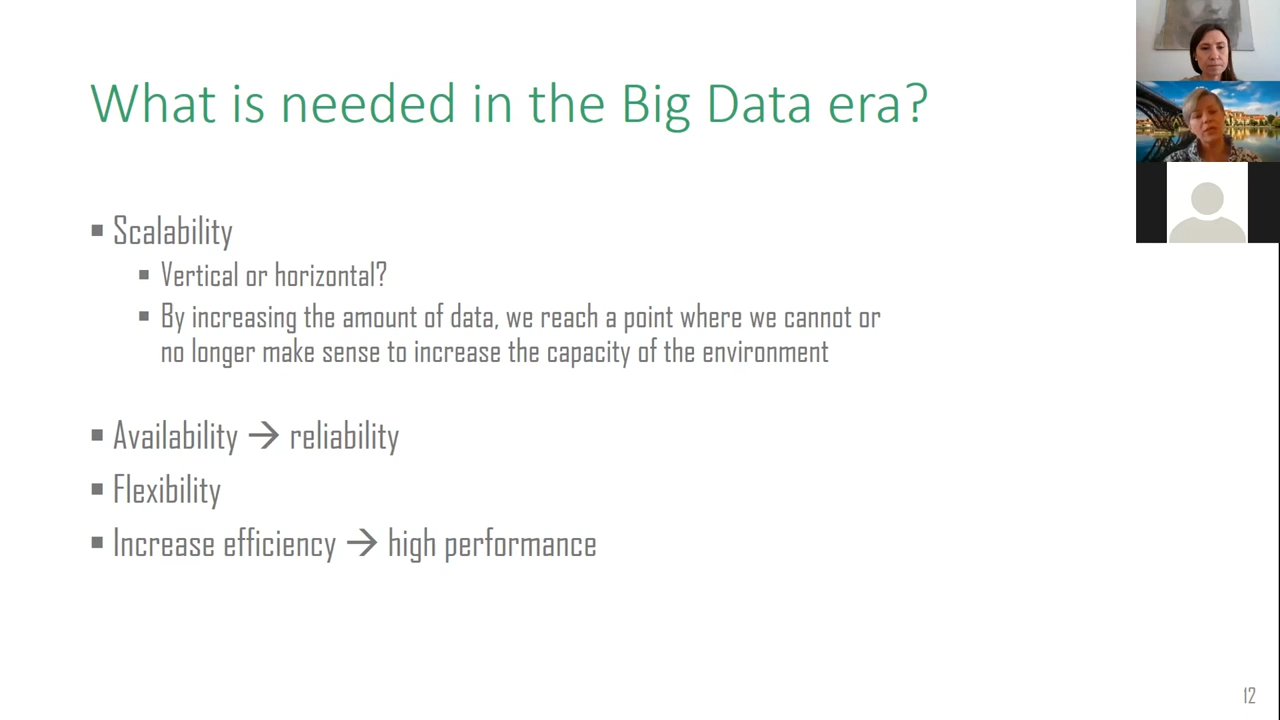 What is needed in the Big Data era?
▪ Scalability
▪ Vertical or horizontal?
▪ By increasing the amount of data, we reach a point where we cannot or
no longer make sense to increase the capacity of the environment
▪ Availability → reliability
▪ Flexibility
▪ Increase efficiency → high performance
12